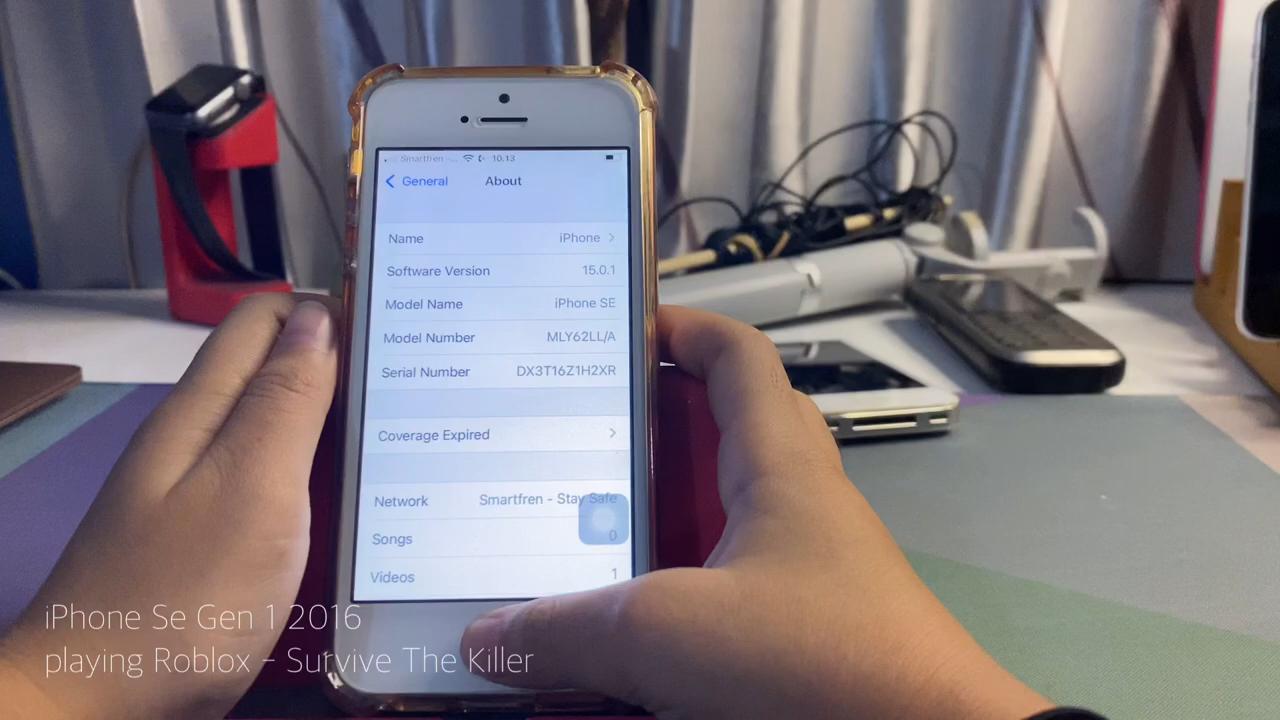 Smartfren -... 10.13
General About
Name iPhone
Software Version 15.0.1
Model Name iPhone SE
Model Number MLY62LL/A
Serial Number DX3T16Z1H2XR
Coverage Expired
Network Smartfren - Stay Safe
Songs 0
Videos 1
iPhone Se Gen 1 2016
playing Roblox - Survive The Killer